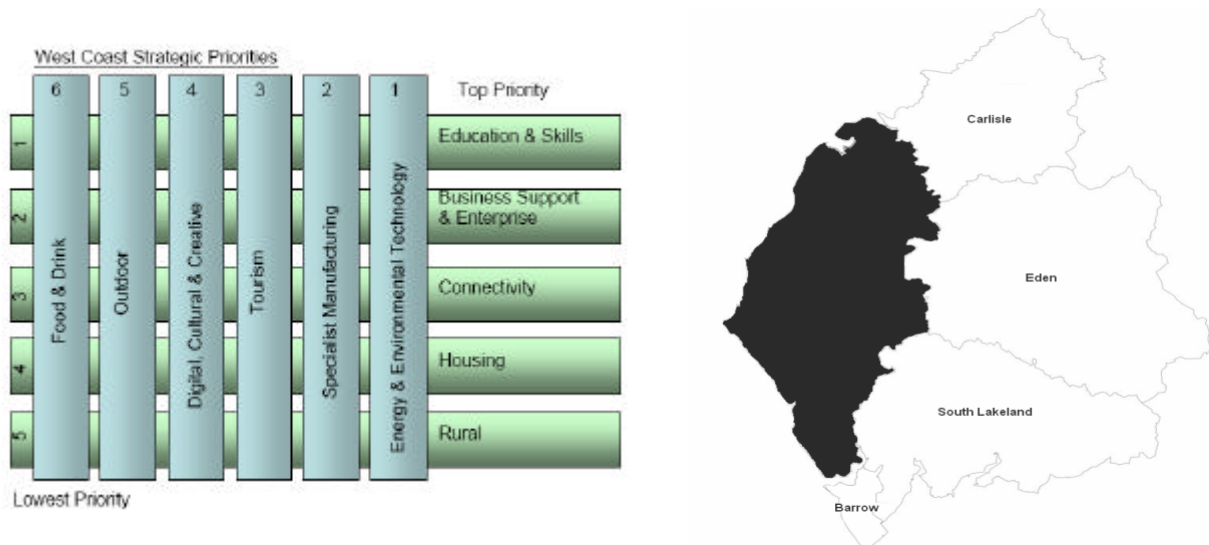 West Coast Strategic Priorities
6 5 4 3 2 1 Top Priority
1 Education & Skills
2 Business Support
& Enterprise
3 Connectivity
4 Housing
5 Rural
Food & Drink
Outdoor
Digital, Cultural & Creative
Tourism
Specialist Manufacturing
Energy & Environmental Technology
Lowest Priority
Carlisle
Eden
South Lakeland
Barrow